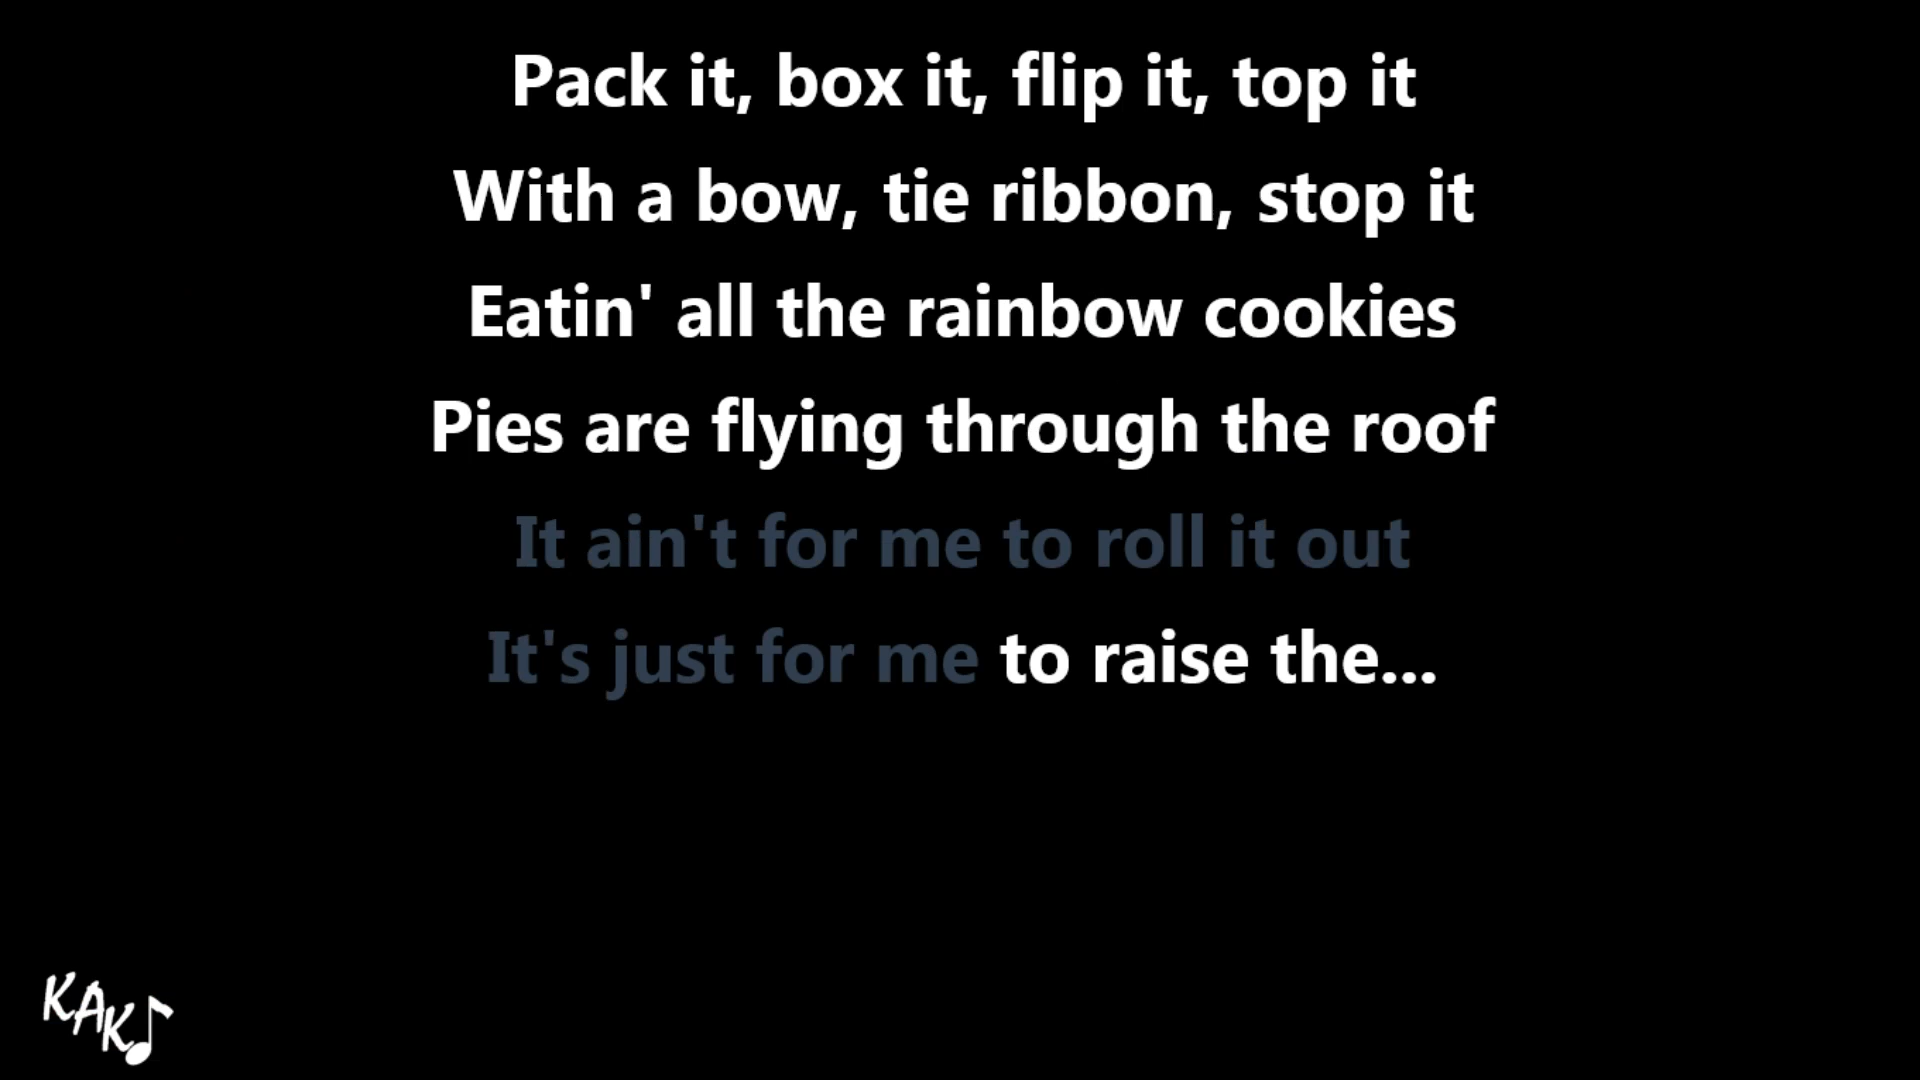 Pack it, box it, flip it, top it
With a bow, tie ribbon, stop it
Eatin' all the rainbow cookies
Pies are flying through the roof
It ain't for me to roll it out
It's just for me to raise the...
KAK